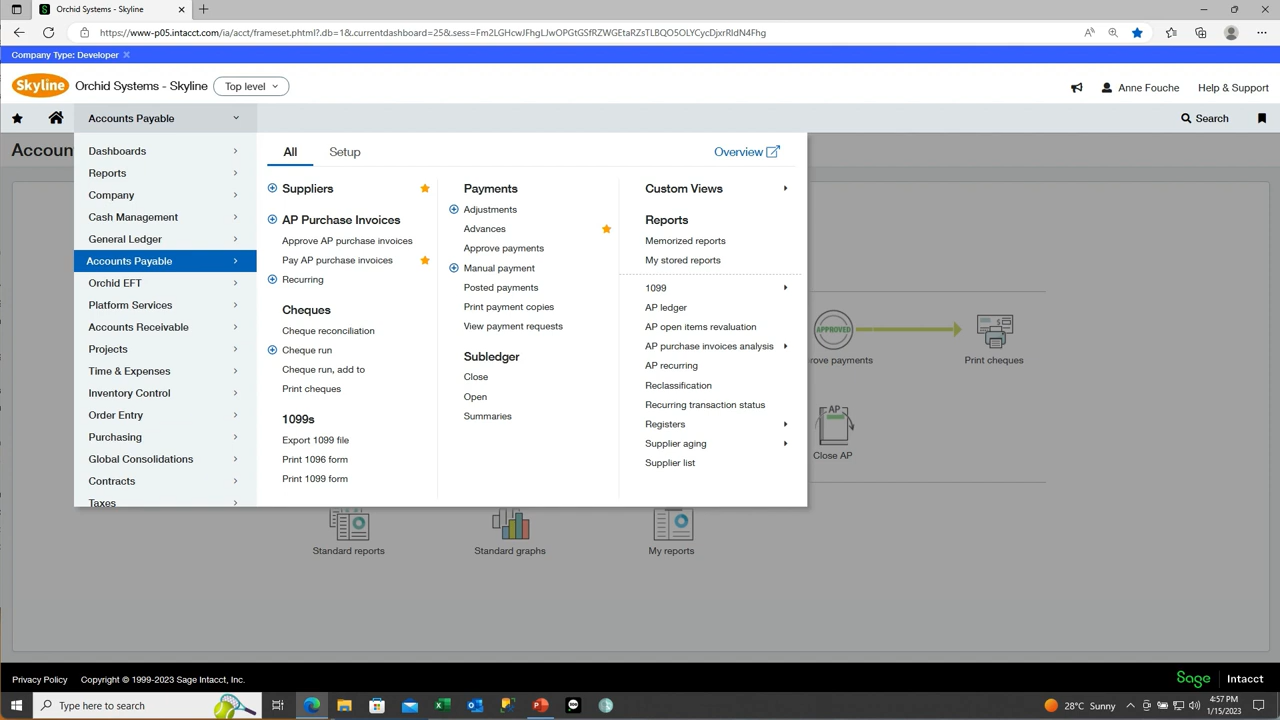 Orchid Systems - Skyline
https://www-p05.intacct.com/ia/acct/frameset.phtml?.db=1&currentdashboard=25&sess=Fm2LGHcwJFhgLJwOPGtGSfRZWGEtaRZsTLBQO5OLYCycDjxrRldN4Fhg
Company Type: Developer
Skyline Orchid Systems - Skyline Top level
Anne Fouche Help & Support
Accounts Payable
Search
Accoun
Dashboards
Reports
Company
Cash Management
General Ledger
Accounts Payable
Orchid EFT
Platform Services
Accounts Receivable
Projects
Time & Expenses
Inventory Control
Order Entry
Purchasing
Global Consolidations
Contracts
Taxes
All Setup Overview
Suppliers
AP Purchase Invoices
Approve AP purchase invoices
Pay AP purchase invoices
Recurring
Cheques
Cheque reconciliation
Cheque run
Cheque run, add to
Print cheques
1099s
Export 1099 file
Print 1096 form
Print 1099 form
Payments
Adjustments
Advances
Approve payments
Manual payment
Posted payments
Print payment copies
View payment requests
Subledger
Close
Open
Summaries
Custom Views
Reports
Memorized reports
My stored reports
1099
AP ledger
AP open items revaluation
AP purchase invoices analysis
AP recurring
Reclassification
Recurring transaction status
Registers
Supplier aging
Supplier list
APPROVED
rove payments
Print cheques
AP
Close AP
Standard reports
Standard graphs
My reports
Privacy Policy Copyright © 1999-2023 Sage Intacct, Inc.
Sage Intacct
Type here to search
28°C Sunny
4:57 PM
1/15/2023